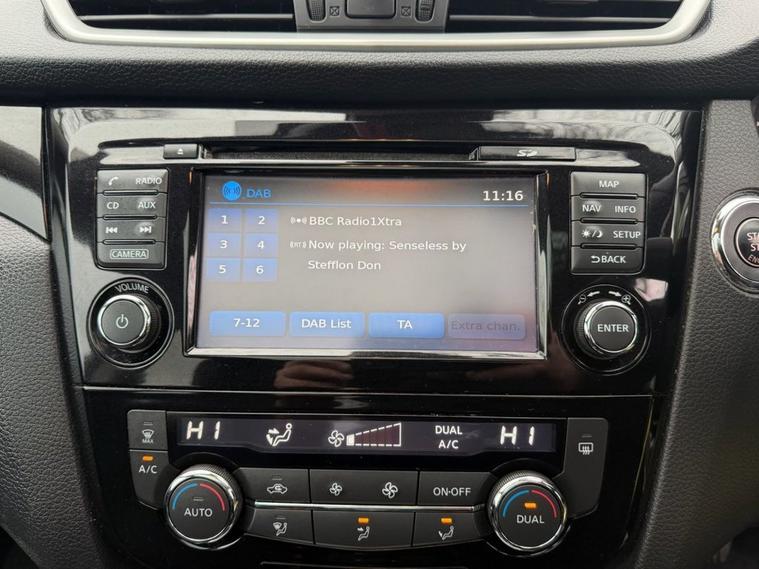 RADIO
CD AUX
CAMERA
VOLUME
DAB
11:16
1 2
3 4
5 6
BBC Radio1Xtra
Now playing: Senseless by
Stefflon Don
7-12
DAB List
TA
Extra chan.
SD
MAP
NAV INFO
SETUP
BACK
ENTER
MAX
A/C
HI
DUAL
A/C
HI
AUTO
ON·OFF
DUAL